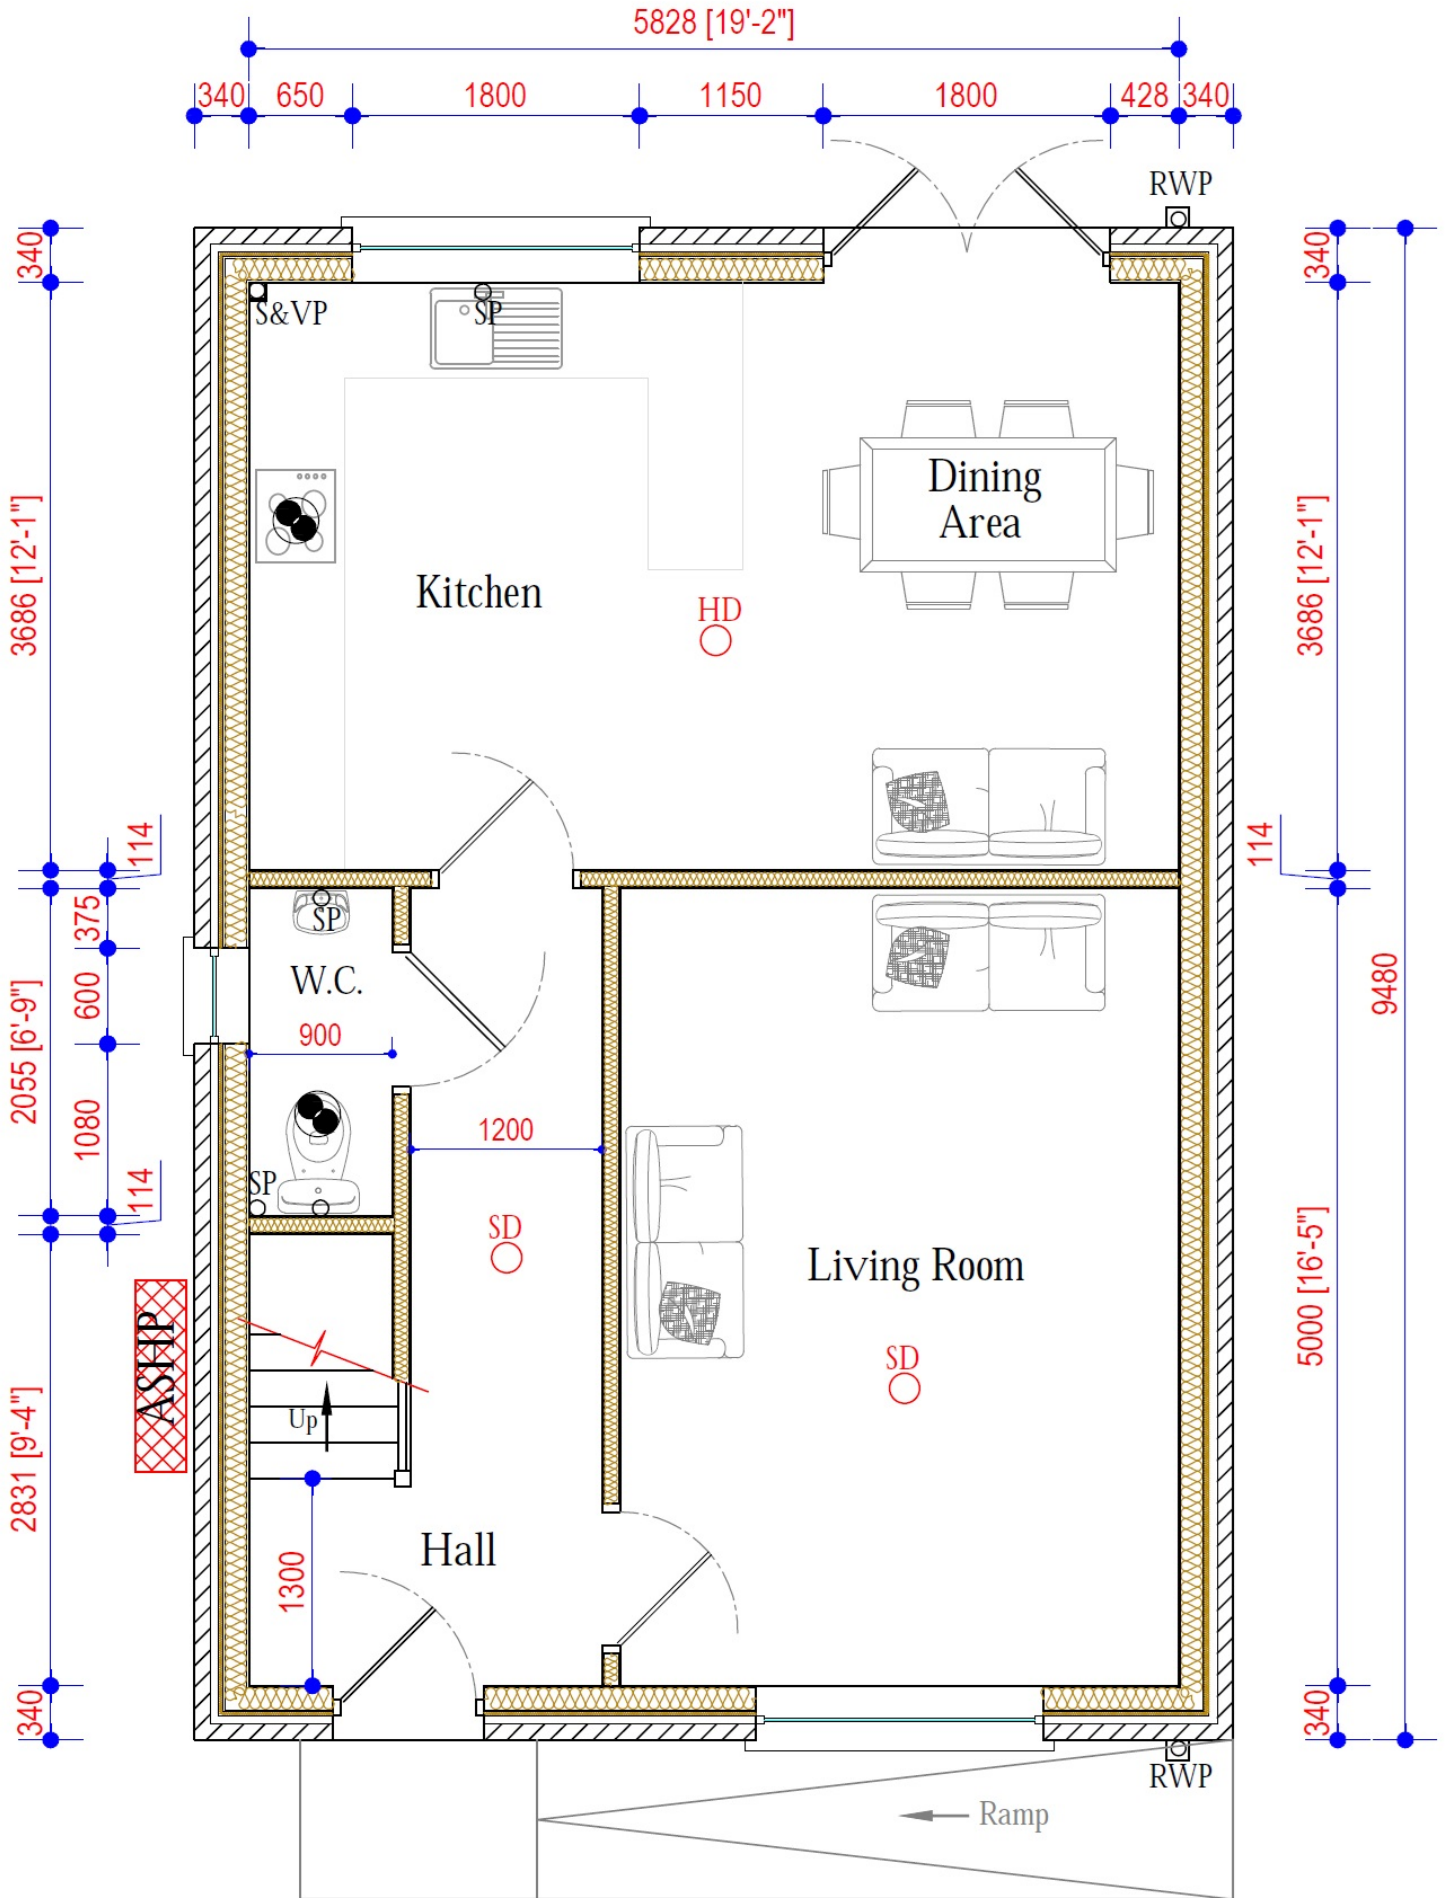 5828 [19'-2"]
340 650 1800 1150 1800 428 340
RWP
340
340
S&VP
SP
3686 [12'-1"]
3686 [12'-1"]
Dining
Area
Kitchen
HD
114
114
375
SP
2055 [6'-9"]
600
W.C.
9480
900
1080
1200
SP
114
SD
Living Room
5000 [16'-5"]
ASHP
SD
Up
2831 [9'-4"]
Hall
1300
340
340
RWP
Ramp